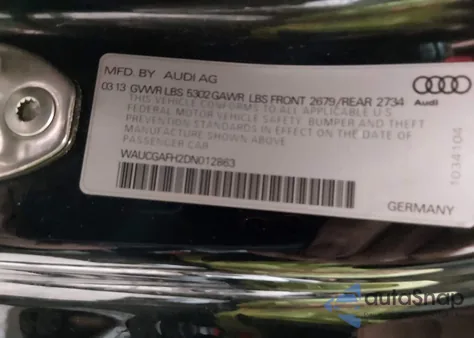 MFD. BY AUDI AG
03 13 GVWR LBS 5302 GAWR LBS FRONT 2679/REAR 2734
THIS VEHICLE CONFORMS TO ALL APPLICABLE U.S.
FEDERAL MOTOR VEHICLE SAFETY, BUMPER AND THEFT
PREVENTION STANDARDS IN EFFECT ON THE DATE OF
MANUFACTURE SHOWN ABOVE.
PASSENGER CAR
WAUCGAFH2DN012863
Audi
1034104
GERMANY
autoSnap